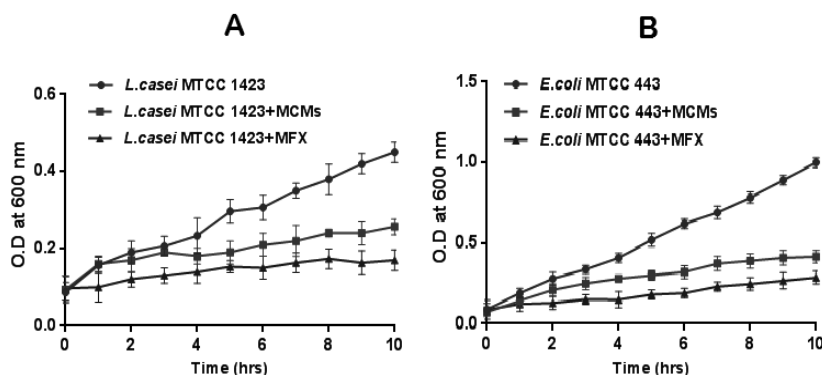 A
L.casei MTCC 1423
L.casei MTCC 1423+MCMs
L.casei MTCC 1423+MFX
O.D at 600 nm
0.6
0.4
0.2
0.0
0 2 4 6 8 10
Time (hrs)
B
E.coli MTCC 443
E.coli MTCC 443+MCMs
E.coli MTCC 443+MFX
O.D at 600 nm
1.5
1.0
0.5
0.0
0 2 4 6 8 10
Time (hrs)